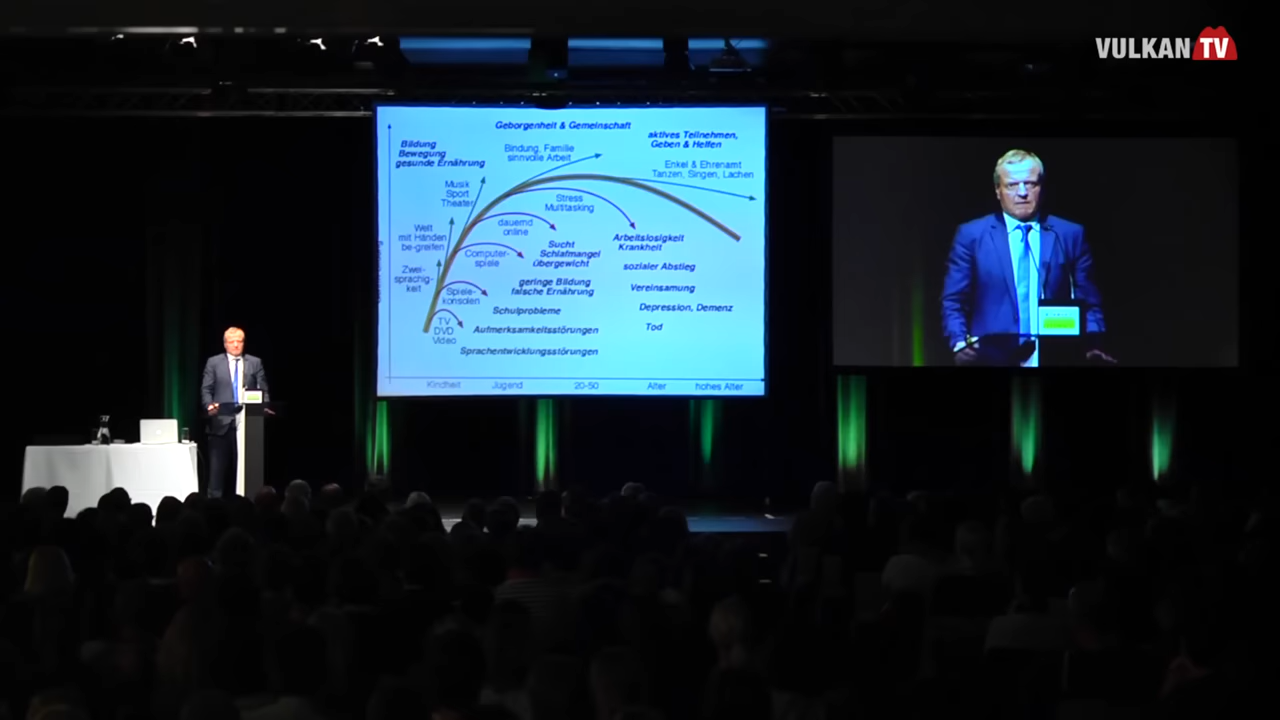 VULKAN TV
Geborgenheit & Gemeinschaft
aktives Teilnehmen,
Geben & Helfen
Bildung
Bewegung
gesunde Ernährung
Bindung, Familie
sinnvolle Arbeit
Enkel & Ehrenamt
Tanzen, Singen, Lachen
Musik
Sport
Theater
Stress
Multitasking
Welt
mit Händen
be-greifen
dauernd
online
Arbeitslosigkeit
Krankheit
Sucht
Schlafmangel
übergewicht
Computer-
spiele
sozialer Abstieg
Zwei-
sprachig-
keit
geringe Bildung
falsche Ernährung
Vereinsamung
Spiele-
konsolen
Schulprobleme
Depression, Demenz
TV
DVD
Video
Aufmerksamkeitsstörungen
Tod
Sprachentwicklungsstörungen
Kindheit Jugend 20-50 Alter hohes Alter